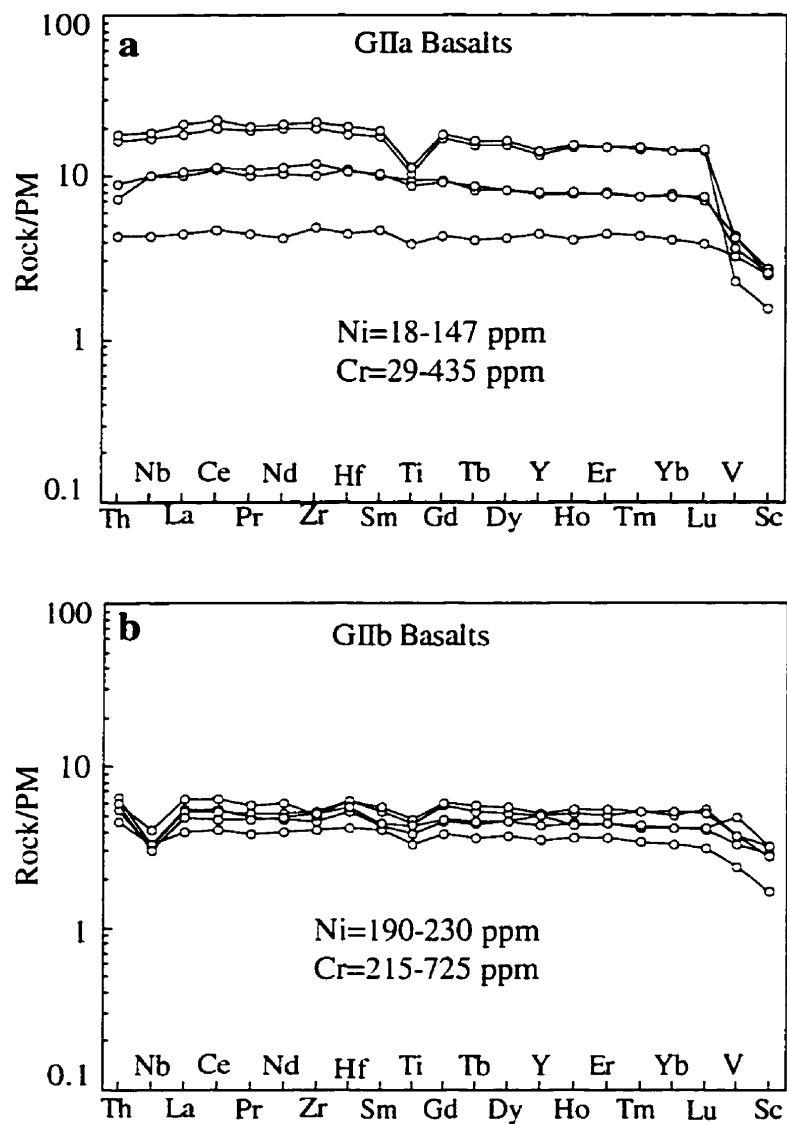 a
GIIa Basalts
100
10
1
0.1
Rock/PM
Ni=18-147 ppm
Cr=29-435 ppm
Nb Ce Nd Hf Ti Tb Y Er Yb V
Th La Pr Zr Sm Gd Dy Ho Tm Lu Sc
b
GIIb Basalts
100
10
1
0.1
Rock/PM
Ni=190-230 ppm
Cr=215-725 ppm
Nb Ce Nd Hf Ti Tb Y Er Yb V
Th La Pr Zr Sm Gd Dy Ho Tm Lu Sc